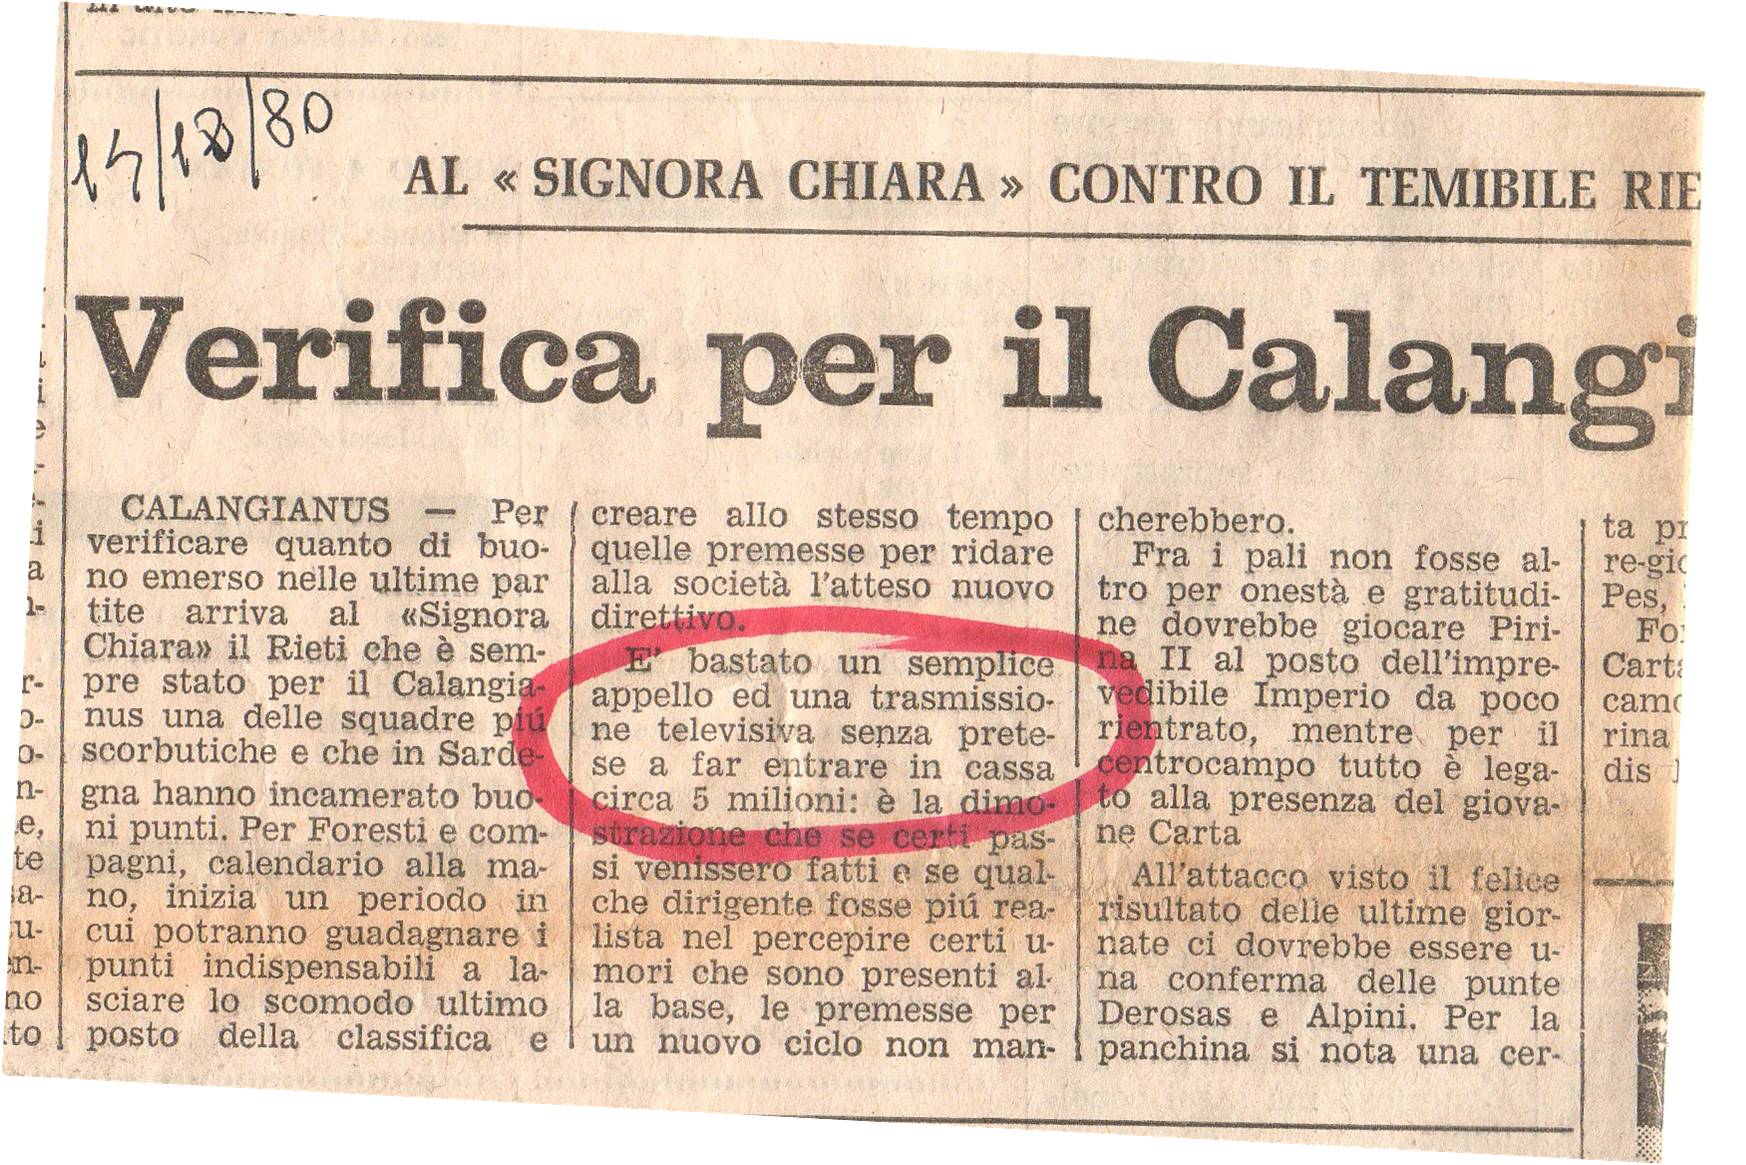 14/12/80
AL « SIGNORA CHIARA » CONTRO IL TEMIBILE RIE
Verifica per il Calangi
CALANGIANUS — Per
verificare quanto di buo-
no emerso nelle ultime par
tite arriva al «Signora
Chiara» il Rieti che è sem-
pre stato per il Calangia-
nus una delle squadre piú
scorbutiche e che in Sarde-
gna hanno incamerato buo-
ni punti. Per Foresti e com-
pagni, calendario alla ma-
no, inizia un periodo in
cui potranno guadagnare i
punti indispensabili a la-
sciare lo scomodo ultimo
posto della classifica e
creare allo stesso tempo
quelle premesse per ridare
alla società l'atteso nuovo
direttivo.
E' bastato un semplice
appello ed una trasmissio-
ne televisiva senza prete-
se a far entrare in cassa
circa 5 milioni: è la dimo-
strazione che se certi pas-
si venissero fatti e se qual-
che dirigente fosse piú rea-
lista nel percepire certi u-
mori che sono presenti al-
la base, le premesse per
un nuovo ciclo non man-
cherebbero.
Fra i pali non fosse al-
tro per onestà e gratitudi-
ne dovrebbe giocare Piri-
na II al posto dell'impre-
vedibile Imperio da poco
rientrato, mentre per il
centrocampo tutto è lega-
to alla presenza del giova-
ne Carta
All'attacco visto il felice
risultato delle ultime gior-
nate ci dovrebbe essere u-
na conferma delle punte
Derosas e Alpini. Per la
panchina si nota una cer-
ta pr
re-gio
Pes,
Fo
Carta
camo
rina
dis